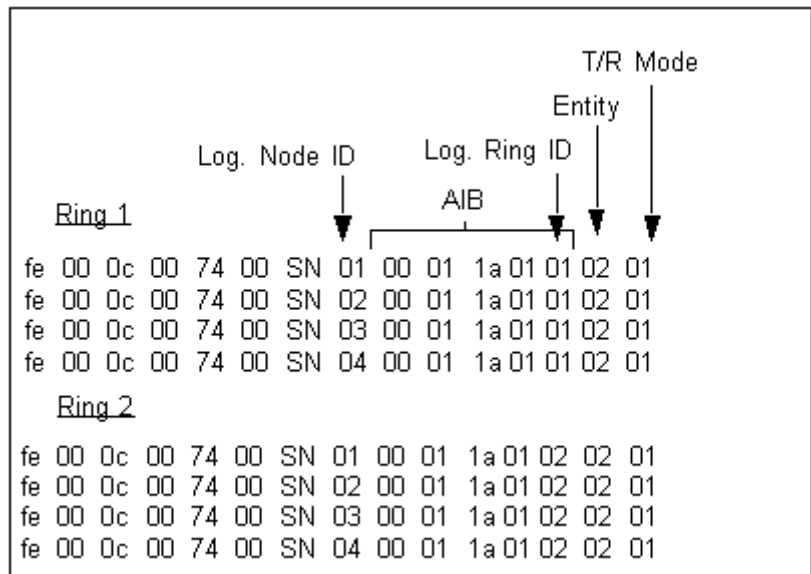 T/R Mode
Entity
Log. Node ID Log. Ring ID
AIB
Ring 1
fe 00 0c 00 74 00 SN 01 00 01 1a 01 01 02 01
fe 00 0c 00 74 00 SN 02 00 01 1a 01 01 02 01
fe 00 0c 00 74 00 SN 03 00 01 1a 01 01 02 01
fe 00 0c 00 74 00 SN 04 00 01 1a 01 01 02 01
Ring 2
fe 00 0c 00 74 00 SN 01 00 01 1a 01 02 02 01
fe 00 0c 00 74 00 SN 02 00 01 1a 01 02 02 01
fe 00 0c 00 74 00 SN 03 00 01 1a 01 02 02 01
fe 00 0c 00 74 00 SN 04 00 01 1a 01 02 02 01